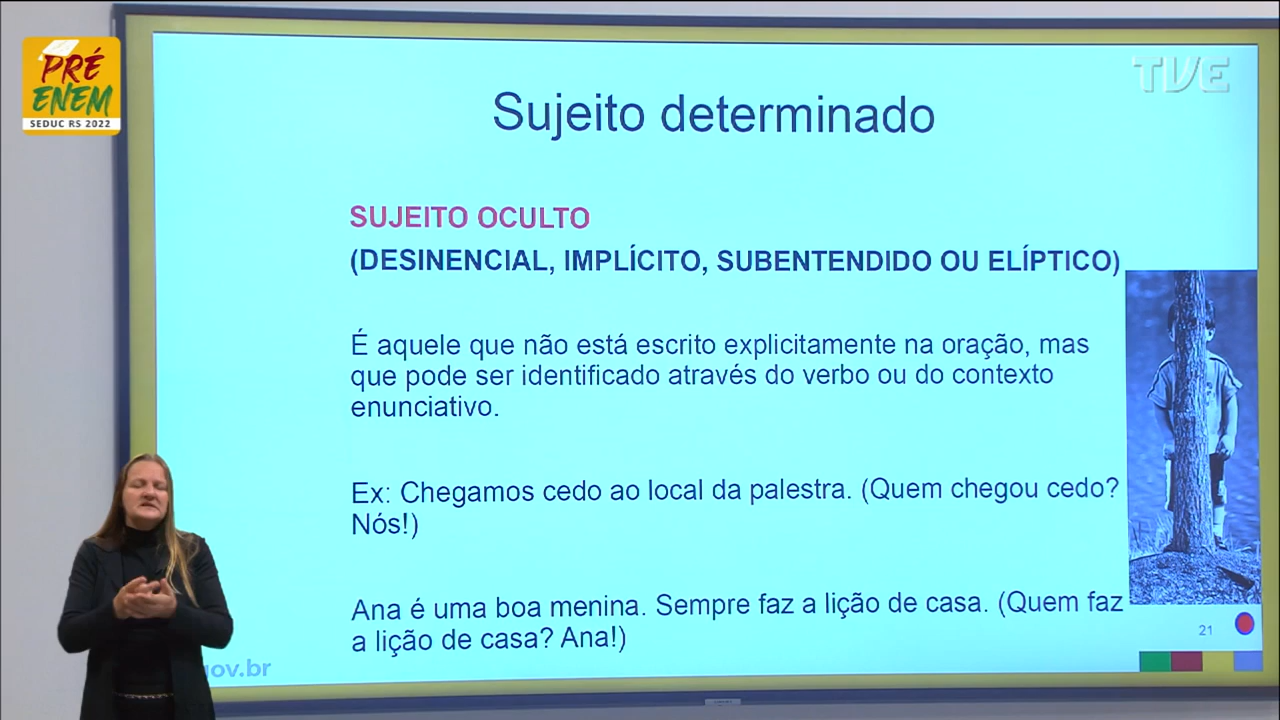 PRÉ
ENEM
SEDUC RS 2022
TVE
Sujeito determinado
SUJEITO OCULTO
(DESINENCIAL, IMPLÍCITO, SUBENTENDIDO OU ELÍPTICO)
É aquele que não está escrito explicitamente na oração, mas
que pode ser identificado através do verbo ou do contexto
enunciativo.
Ex: Chegamos cedo ao local da palestra. (Quem chegou cedo?
Nós!)
Ana é uma boa menina. Sempre faz a lição de casa. (Quem faz
a lição de casa? Ana!)
21
gov.br